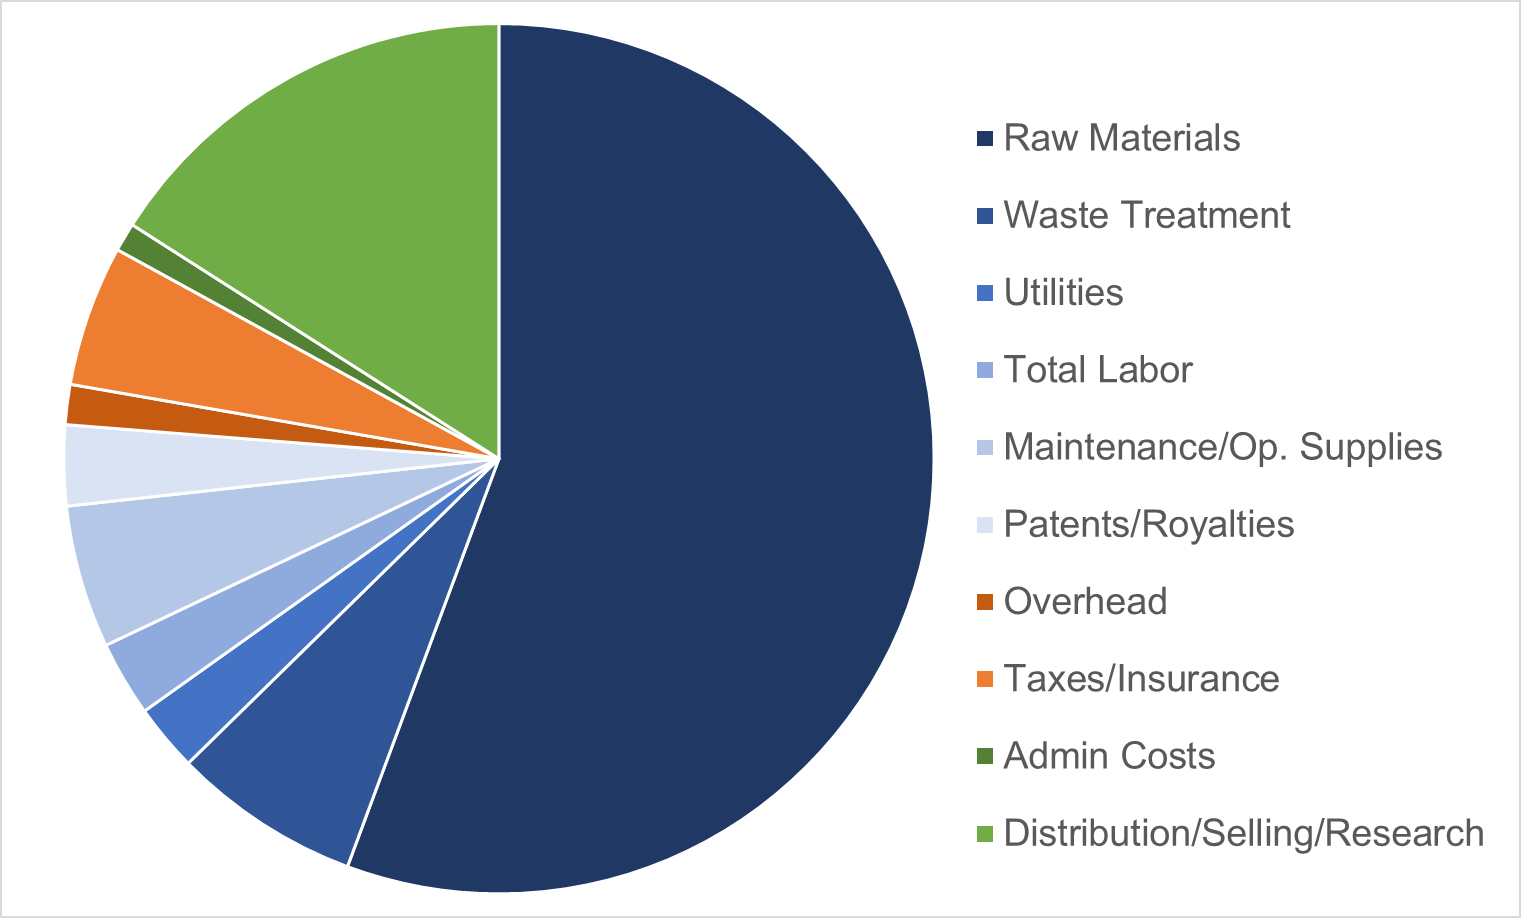 Raw Materials
Waste Treatment
Utilities
Total Labor
Maintenance/Op. Supplies
Patents/Royalties
Overhead
Taxes/Insurance
Admin Costs
Distribution/Selling/Research